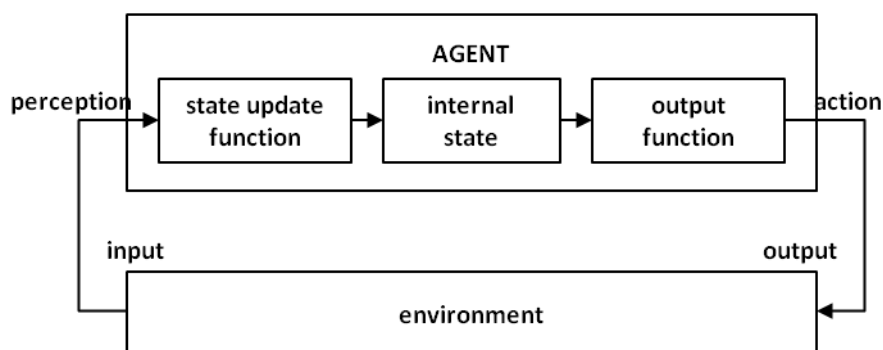 AGENT
perception
state update
function
internal
state
output
function
action
input
output
environment